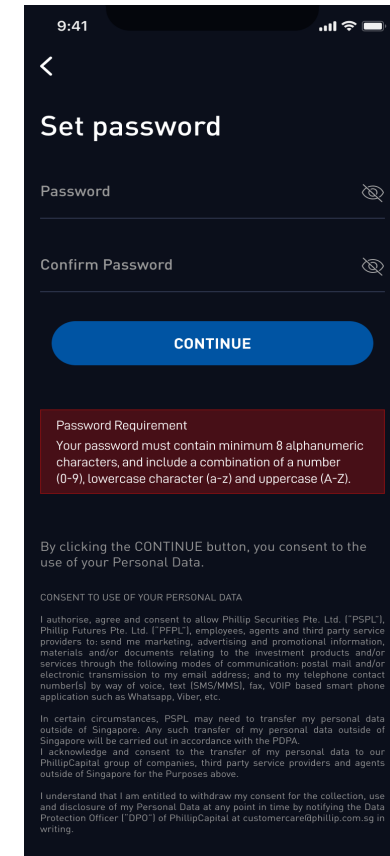 9:41
Set password
Password
Confirm Password
CONTINUE
Password Requirement
Your password must contain minimum 8 alphanumeric
characters, and include a combination of a number
(0-9), lowercase character (a-z) and uppercase (A-Z).
By clicking the CONTINUE button, you consent to the
use of your Personal Data.
CONSENT TO USE OF YOUR PERSONAL DATA
I authorise, agree and consent to allow Phillip Securities Pte. Ltd. ("PSPL"),
Phillip Futures Pte. Ltd. ("PFPL"), employees, agents and third party service
providers to: send me marketing, advertising and promotional information,
materials and/or documents relating to the investment products and/or
services through the following modes of communication: postal mail and/or
electronic transmission to my email address; and to my telephone contact
number(s) by way of voice, text (SMS/MMS), fax, VOIP based smart phone
application such as Whatsapp, Viber, etc.
In certain circumstances, PSPL may need to transfer my personal data
outside of Singapore. Any such transfer of my personal data outside of
Singapore will be carried out in accordance with the PDPA.
I acknowledge and consent to the transfer of my personal data to our
PhillipCapital group of companies, third party service providers and agents
outside of Singapore for the Purposes above.
I understand that I am entitled to withdraw my consent for the collection, use
and disclosure of my Personal Data at any point in time by notifying the Data
Protection Officer ("DPO") of PhillipCapital at customercare@phillip.com.sg in
writing.